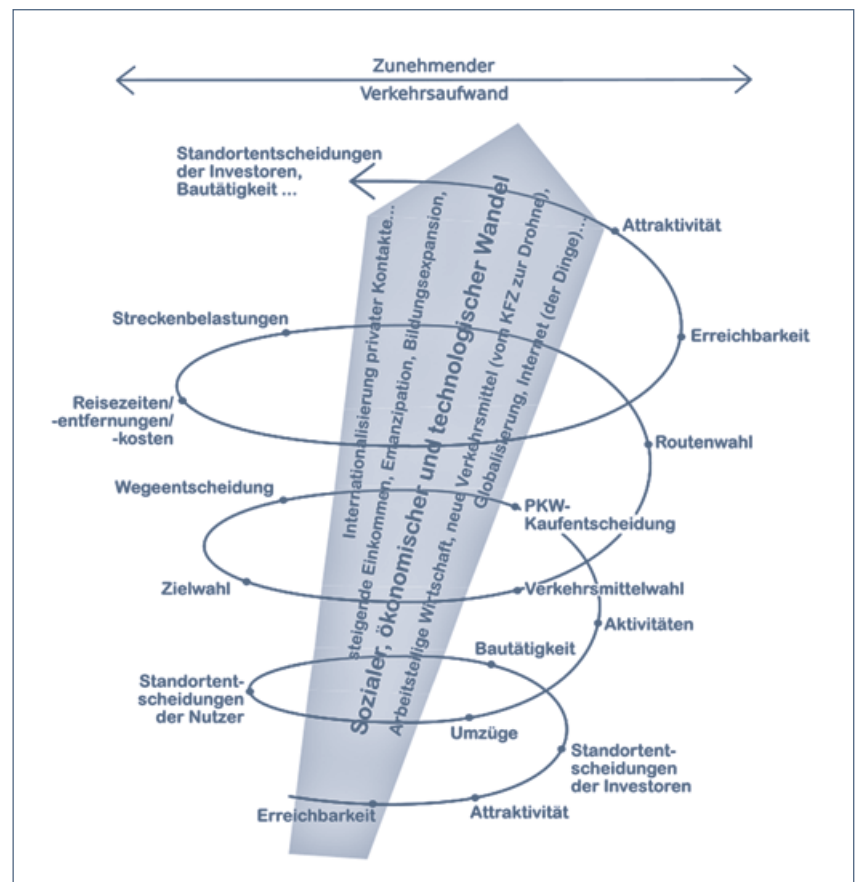 Zunehmender
Verkehrsaufwand
Standortentscheidungen
der Investoren,
Bautätigkeit ...
Attraktivität
Streckenbelastungen
Erreichbarkeit
Reisezeiten/
-entfernungen/
-kosten
Routenwahl
Wegeentscheidung
PKW-
Kaufentscheidung
Zielwahl
Verkehrsmittelwahl
Aktivitäten
Bautätigkeit
Standortent-
scheidungen
der Nutzer
Umzüge
Standortent-
scheidungen
der Investoren
Erreichbarkeit
Attraktivität
Internationalisierung privater Kontakte...
steigende Einkommen, Emanzipation, Bildungsexpansion,
Sozialer, ökonomischer und technologischer Wandel
Arbeitsteilige Wirtschaft, neue Verkehrsmittel (vom KFZ zur Drohne),
Globalisierung, Internet (der Dinge)...